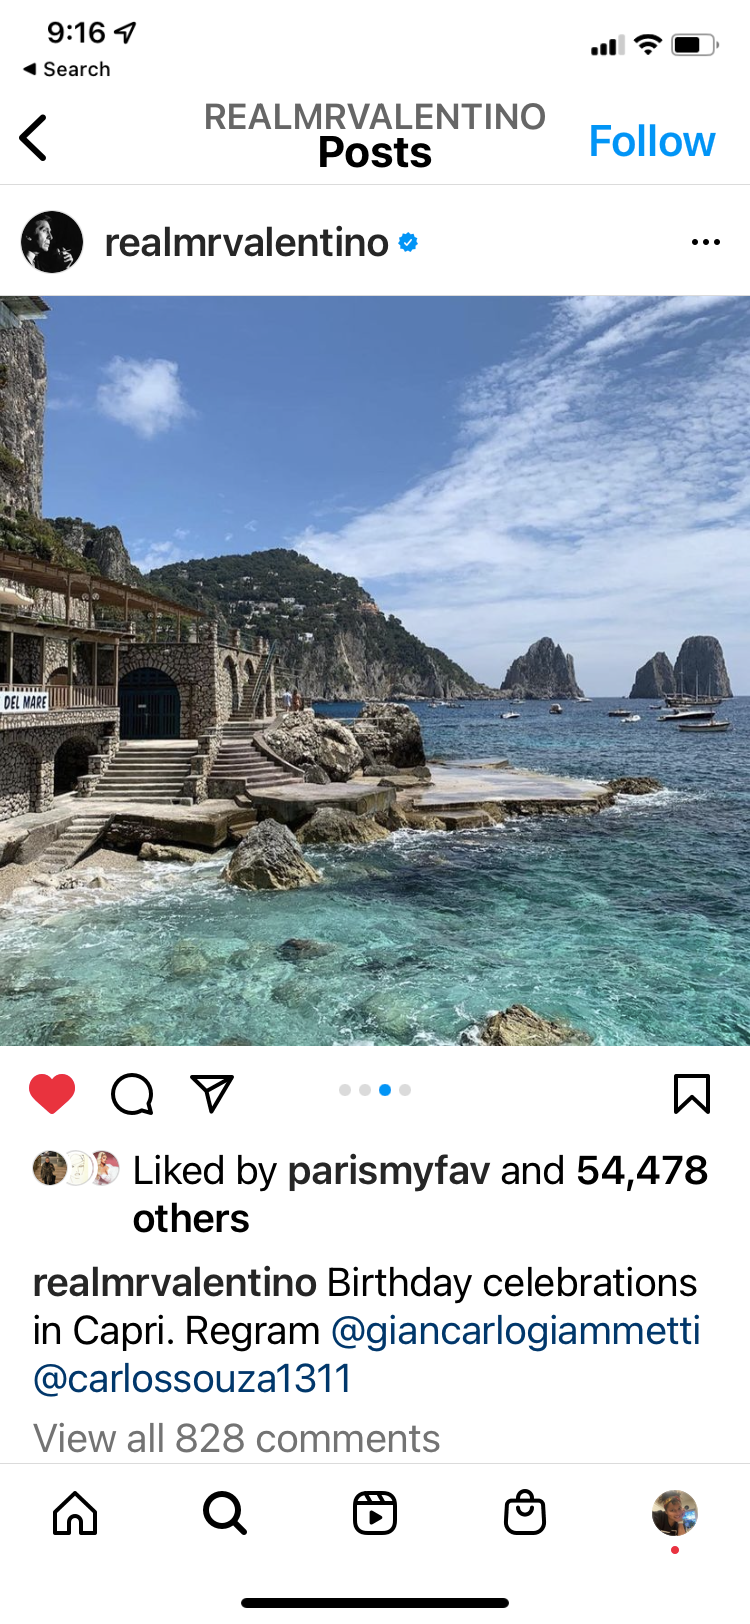 9:16
◀ Search
REALMRVALENTINO
Posts
Follow
realmrvalentino
DEL MARE
Liked by parismyfav and 54,478
others
realmrvalentino Birthday celebrations
in Capri. Regram @giancarlogiammetti
@carlossouza1311
View all 828 comments